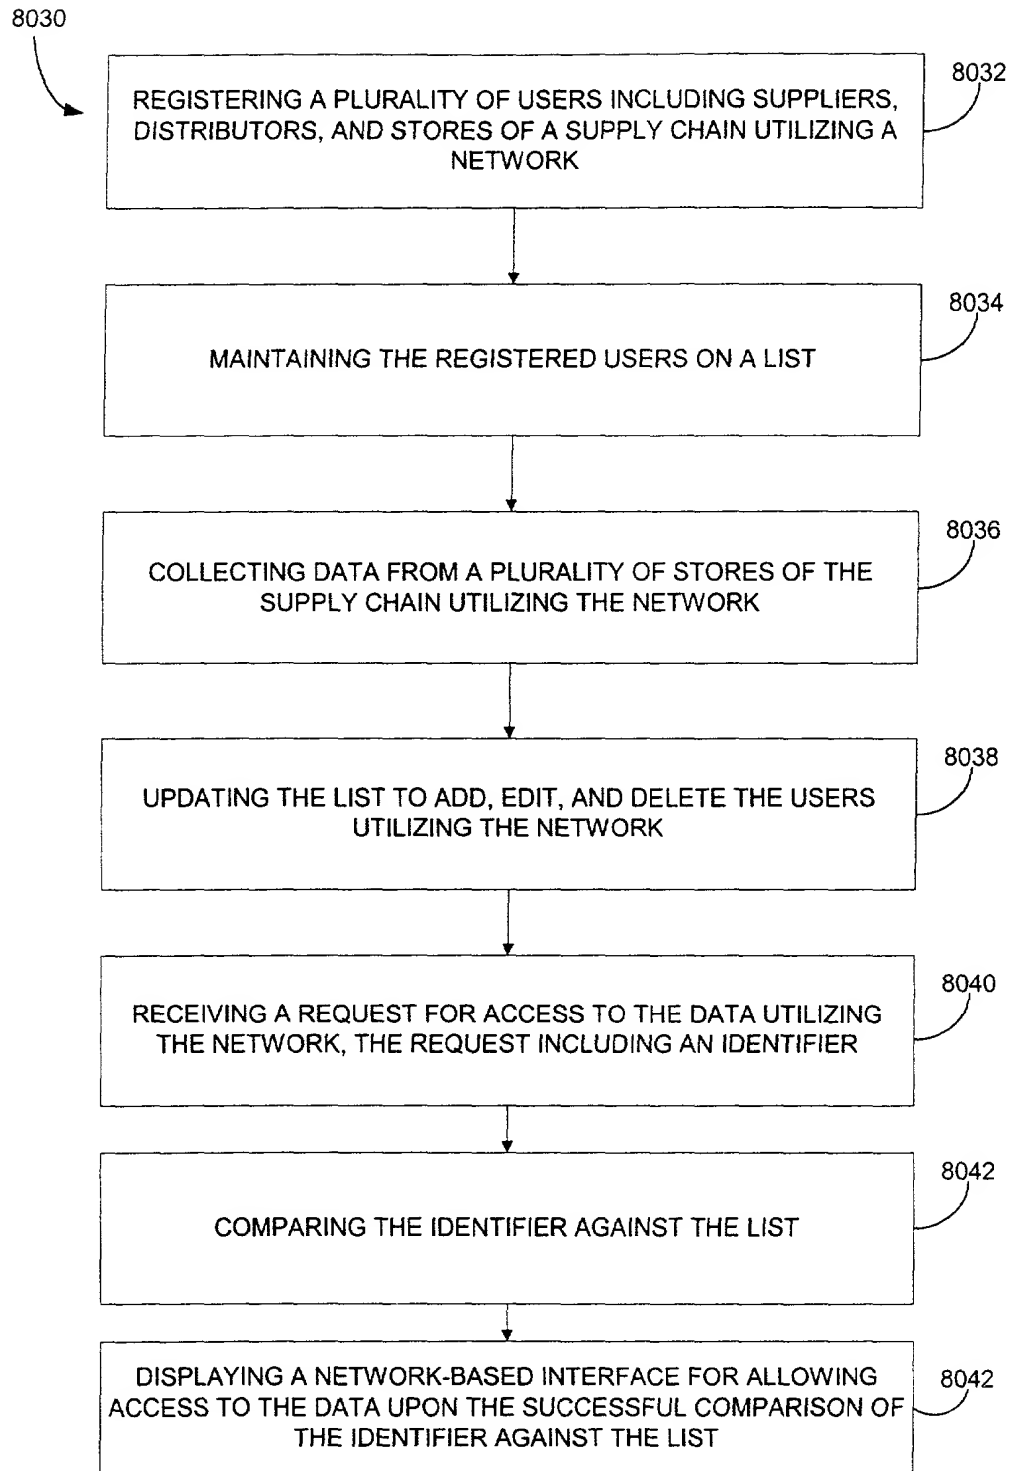 8030
8032
REGISTERING A PLURALITY OF USERS INCLUDING SUPPLIERS,
DISTRIBUTORS, AND STORES OF A SUPPLY CHAIN UTILIZING A
NETWORK
8034
MAINTAINING THE REGISTERED USERS ON A LIST
8036
COLLECTING DATA FROM A PLURALITY OF STORES OF THE
SUPPLY CHAIN UTILIZING THE NETWORK
8038
UPDATING THE LIST TO ADD, EDIT, AND DELETE THE USERS
UTILIZING THE NETWORK
8040
RECEIVING A REQUEST FOR ACCESS TO THE DATA UTILIZING
THE NETWORK, THE REQUEST INCLUDING AN IDENTIFIER
8042
COMPARING THE IDENTIFIER AGAINST THE LIST
8042
DISPLAYING A NETWORK-BASED INTERFACE FOR ALLOWING
ACCESS TO THE DATA UPON THE SUCCESSFUL COMPARISON OF
THE IDENTIFIER AGAINST THE LIST